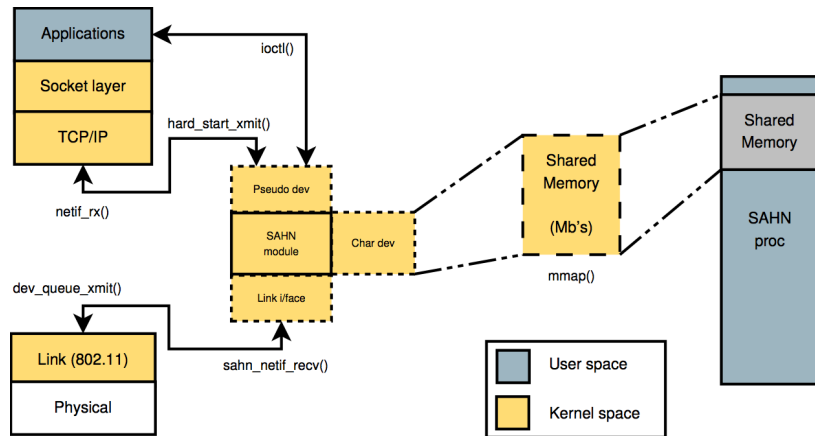 Applications
Socket layer
TCP/IP
ioctl()
hard_start_xmit()
netif_rx()
Pseudo dev
SAHN
module
Char dev
Link i/face
dev_queue_xmit()
sahn_netif_recv()
Link (802.11)
Physical
Shared
Memory
(Mb's)
mmap()
Shared
Memory
SAHN
proc
User space
Kernel space